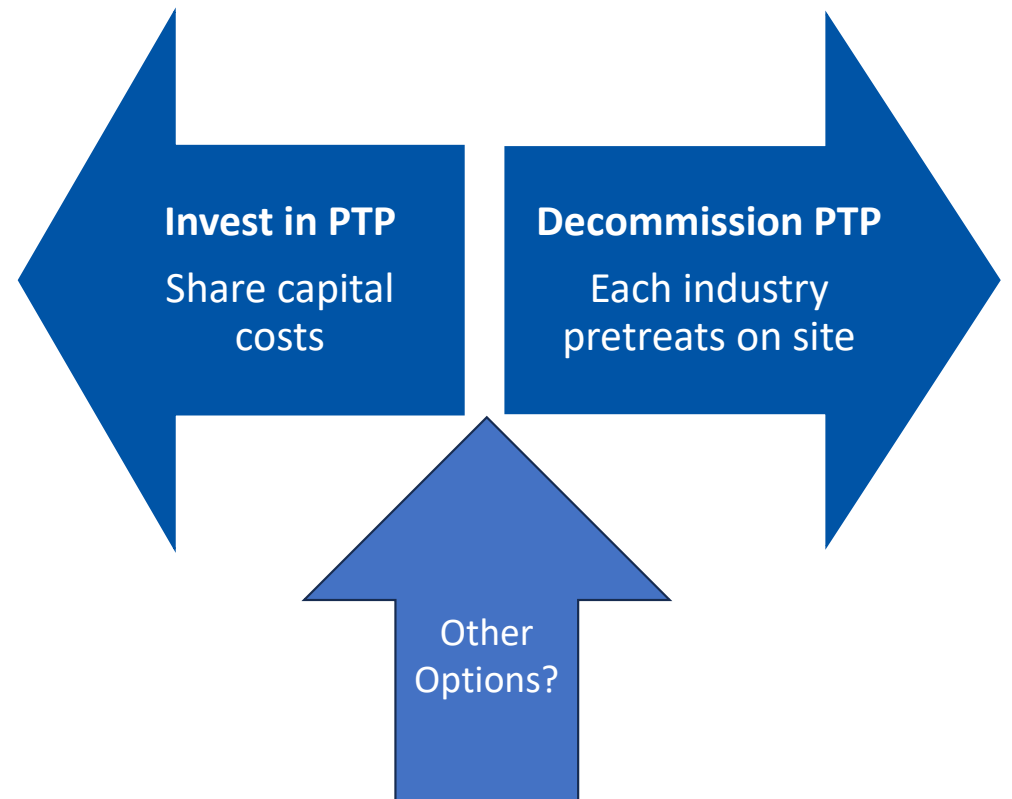 Invest in PTP
Share capital
costs
Decommission PTP
Each industry
pretreats on site
Other
Options?